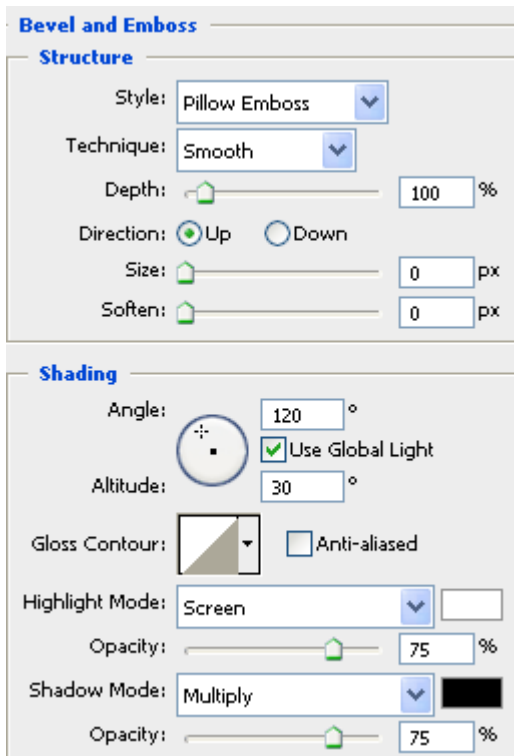 Bevel and Emboss
Structure
Style: Pillow Emboss
Technique: Smooth
Depth: 100 %
Direction: Up Down
Size: 0 px
Soften: 0 px
Shading
Angle: 120 °
Use Global Light
Altitude: 30 °
Gloss Contour: Anti-aliased
Highlight Mode: Screen
Opacity: 75 %
Shadow Mode: Multiply
Opacity: 75 %